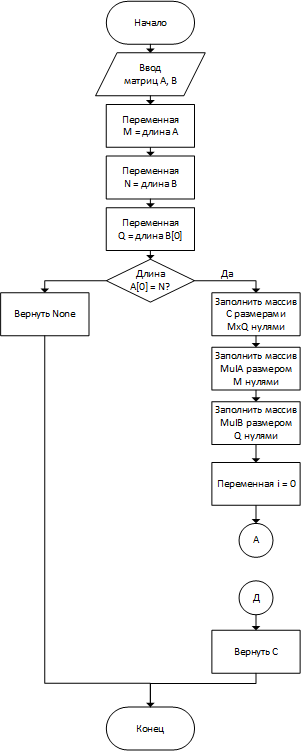 Начало
Ввод
матриц A, B
Переменная
M = длина A
Переменная
N = длина B
Переменная
Q = длина B[0]
Длина
A[0] = N?
Да
Вернуть None
Заполнить массив
C размерами
MxQ нулями
Заполнить массив
MulA размером
M нулями
Заполнить массив
MulB размером
Q нулями
Переменная i = 0
А
Д
Вернуть C
Конец